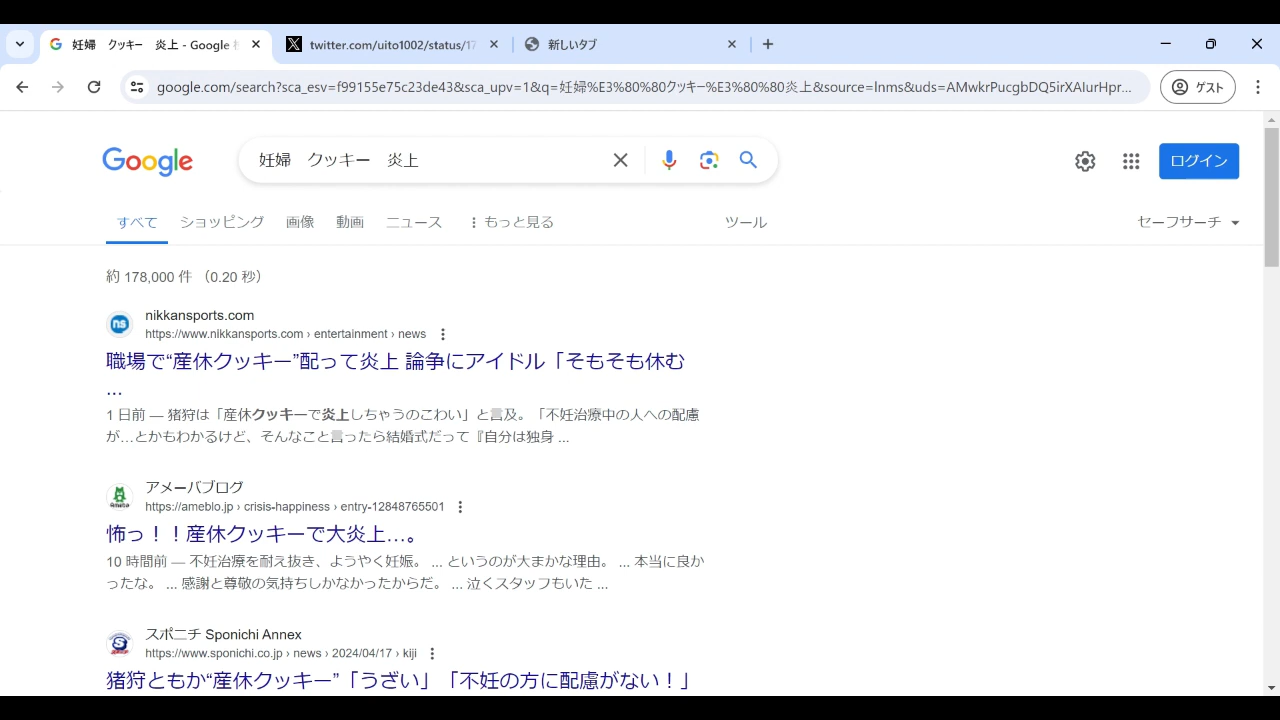 妊婦　クッキー　炎上 - Google 検
twitter.com/uito1002/status/17
新しいタブ
google.com/search?sca_esv=f99155e75c23de43&sca_upv=1&q=妊婦%E3%80%80クッキー%E3%80%80炎上&source=lnms&uds=AMwkrPucgbDQ5irXAIurHpr...
ゲスト
Google
妊婦　クッキー　炎上
ログイン
すべて ショッピング 画像 動画 ニュース もっと見る ツール セーフサーチ
約 178,000 件 （0.20 秒）
ns
nikkansports.com
https://www.nikkansports.com › entertainment › news
職場で“産休クッキー”配って炎上 論争にアイドル「そもそも休む
...
1 日前 — 猪狩は「産休クッキーで炎上しちゃうのこわい」と言及。「不妊治療中の人への配慮
が...とかもわかるけど、そんなこと言ったら結婚式だって『自分は独身 ...
Ameba
アメーバブログ
https://ameblo.jp › crisis-happiness › entry-12848765501
怖っ！！産休クッキーで大炎上...。
10 時間前 — 不妊治療を耐え抜き、ようやく妊娠。 ... というのが大まかな理由。 ... 本当に良か
ったな。 ... 感謝と尊敬の気持ちしかなかったからだ。 ... 泣くスタッフもいた ...
スポニチ Sponichi Annex
https://www.sponichi.co.jp › news › 2024/04/17 › kiji
猪狩ともか“産休クッキー”「うざい」「不妊の方に配慮がない！」